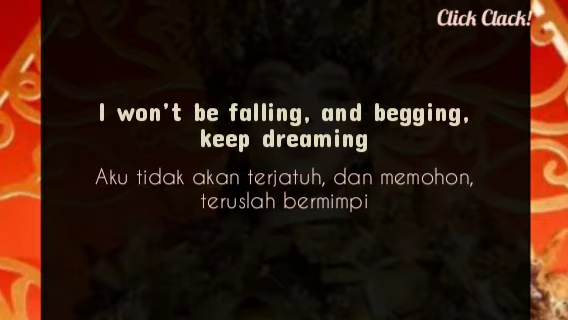 Click Clack!
I won't be falling, and begging,
keep dreaming
Aku tidak akan terjatuh, dan memohon,
teruslah bermimpi